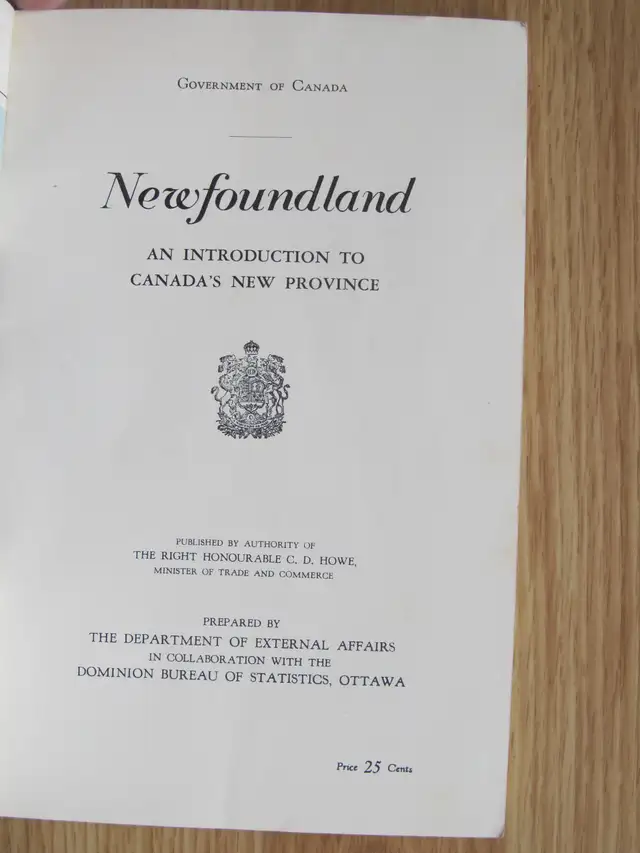 Government of Canada
Newfoundland
AN INTRODUCTION TO
CANADA'S NEW PROVINCE
PUBLISHED BY AUTHORITY OF
THE RIGHT HONOURABLE C. D. HOWE,
MINISTER OF TRADE AND COMMERCE
PREPARED BY
THE DEPARTMENT OF EXTERNAL AFFAIRS
IN COLLABORATION WITH THE
DOMINION BUREAU OF STATISTICS, OTTAWA
Price 25 Cents